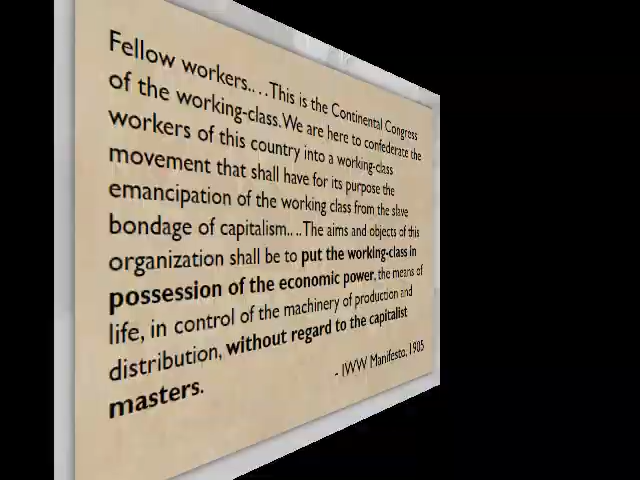 Fellow workers....This is the Continental Congress
of the working-class. We are here to confederate the
workers of this country into a working-class
movement that shall have for its purpose the
emancipation of the working class from the slave
bondage of capitalism....The aims and objects of this
organization shall be to put the working-class in
possession of the economic power, the means of
life, in control of the machinery of production and
distribution, without regard to the capitalist
masters.
- IWW Manifesto, 1905